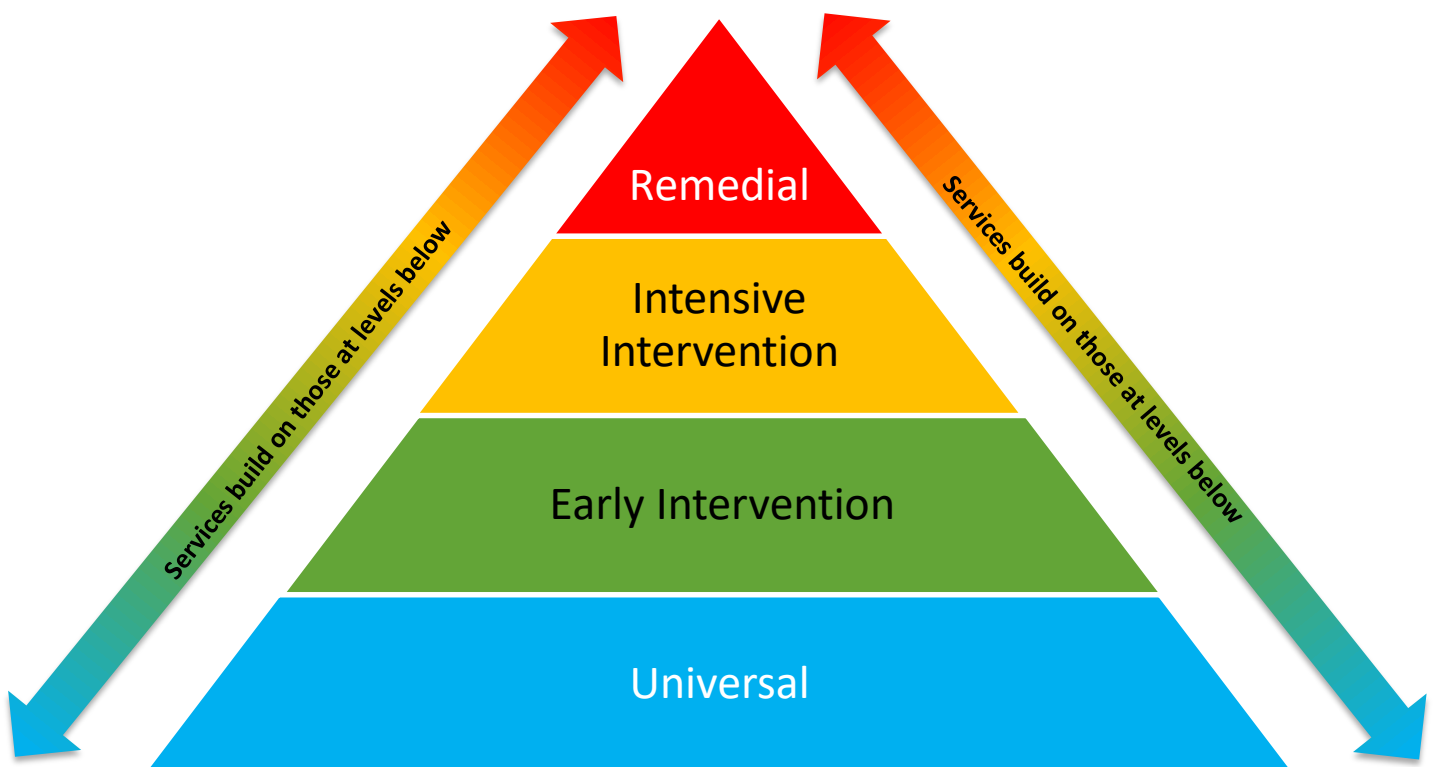 Remedial
Services build on those at levels below
Services build on those at levels below
Intensive
Intervention
Early Intervention
Universal